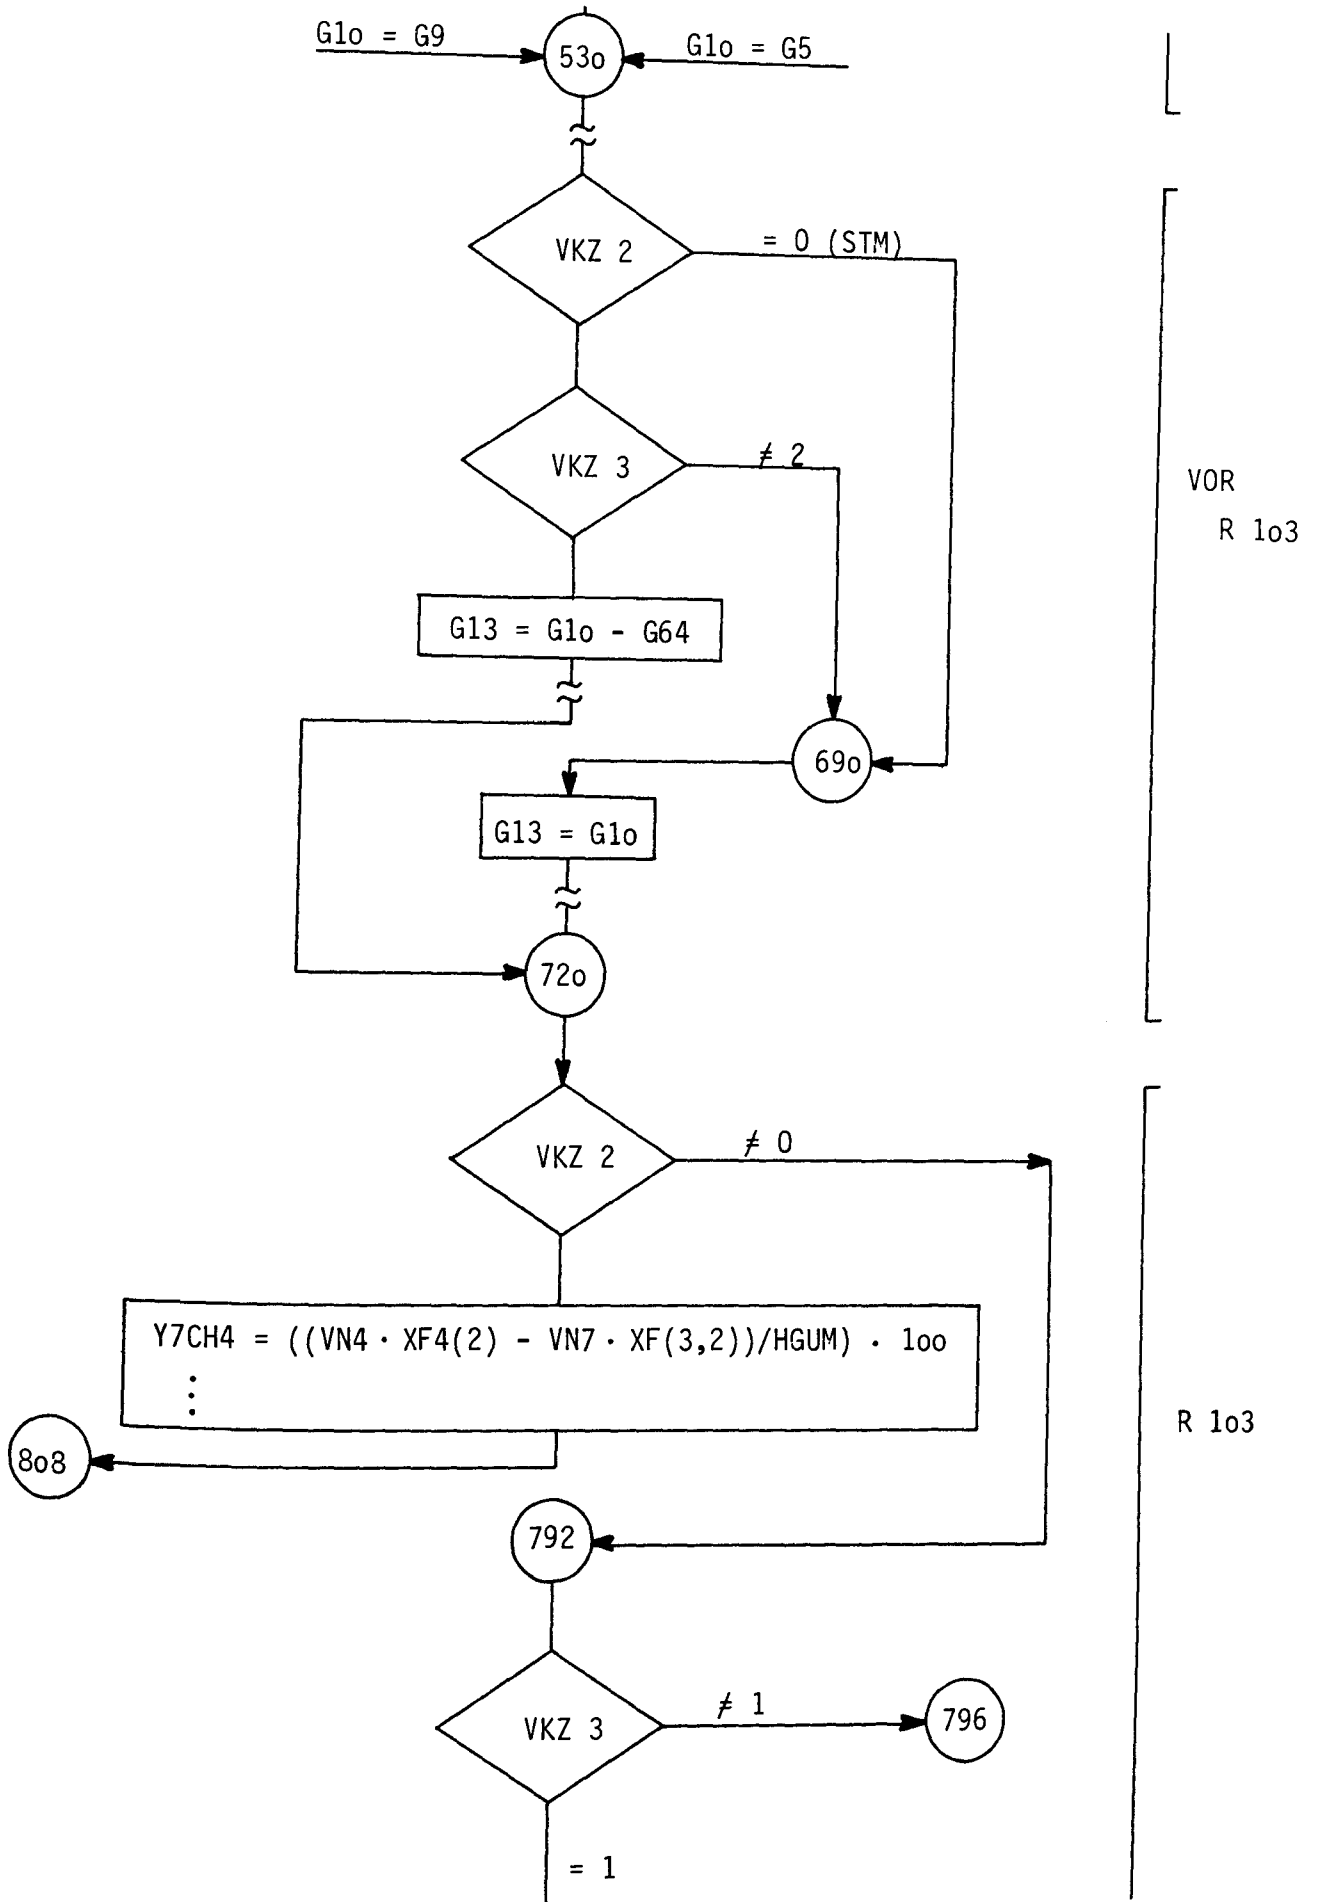 G1o = G9
G1o = G5
53o
VKZ 2
= 0 (STM)
VKZ 3
≠ 2
VOR
R 1o3
G13 = G1o - G64
69o
G13 = G1o
72o
VKZ 2
≠ 0
Y7CH4 = ((VN4 · XF4(2) - VN7 · XF(3,2))/HGUM) · 1oo
⋮
R 1o3
8o8
792
VKZ 3
≠ 1
796
= 1